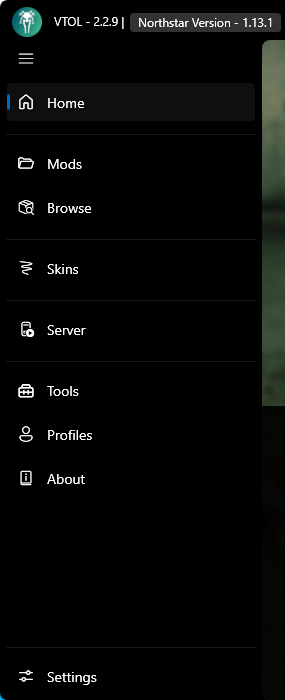 VTOL - 2.2.9 | Northstar Version - 1.13.1
Home
Mods
Browse
Skins
Server
Tools
Profiles
About
Settings